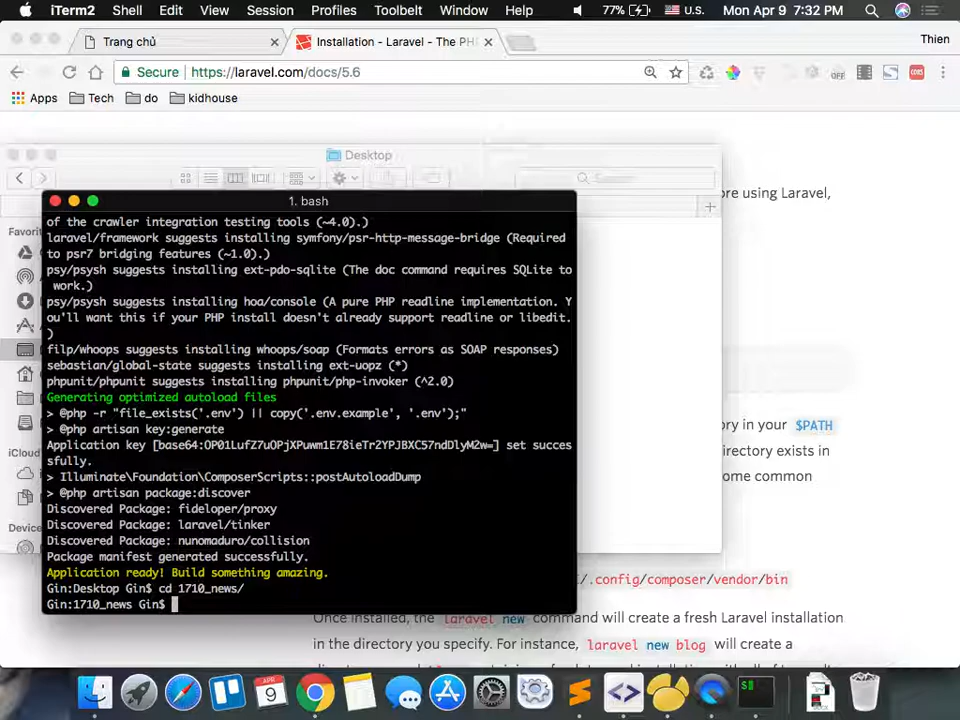 iTerm2 Shell Edit View Session Profiles Toolbelt Window Help 77% U.S. Mon Apr 9 7:32 PM
Trang chủ
Installation - Laravel - The PH
Thien
Secure https://laravel.com/docs/5.6
OFF
CORS
Apps Tech do kidhouse
Desktop
ore using Laravel,
1. bash
Favori
of the crawler integration testing tools (~4.0).)
laravel/framework suggests installing symfony/psr-http-message-bridge (Required
to psr7 bridging features (~1.0).)
psy/psysh suggests installing ext-pdo-sqlite (The doc command requires SQLite to
work.)
psy/psysh suggests installing hoa/console (A pure PHP readline implementation. Y
ou'll want this if your PHP install doesn't already support readline or libedit.
)
filp/whoops suggests installing whoops/soap (Formats errors as SOAP responses)
sebastian/global-state suggests installing ext-uopz (*)
phpunit/phpunit suggests installing phpunit/php-invoker (^2.0)
Generating optimized autoload files
> @php -r "file_exists('.env') || copy('.env.example', '.env');"
> @php artisan key:generate
Application key [base64:OP01LufZ7uOPjXPuwm1E78ieTr2YPJBXC57ndDlyM2w=] set succes
sfully.
> Illuminate\Foundation\ComposerScripts::postAutoloadDump
> @php artisan package:discover
Discovered Package: fideloper/proxy
Discovered Package: laravel/tinker
Discovered Package: nunomaduro/collision
Package manifest generated successfully.
Application ready! Build something amazing.
Gin:Desktop Gin$ cd 1710_news/
Gin:1710_news Gin$
iCloud
Device
ory in your $PATH
directory exists in
ome common
/.config/composer/vendor/bin
Once installed, the laravel new command will create a fresh Laravel installation
in the directory you specify. For instance, laravel new blog will create a
APR
9